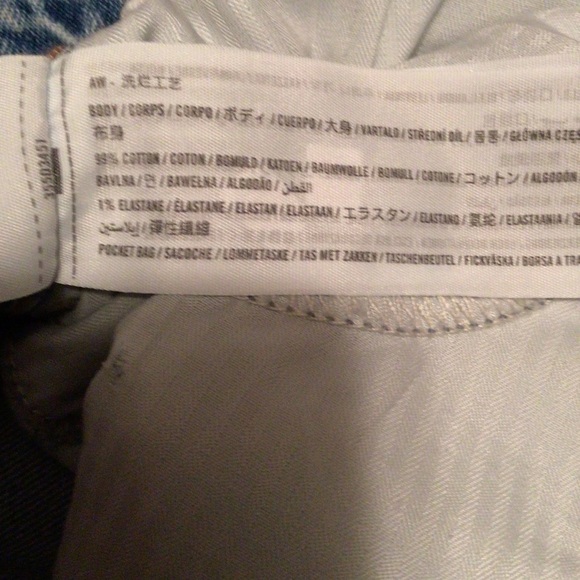 AW - 洗烂工艺
BODY / CORPS / CORPO / ボディ / CUERPO / 大身 / VARTALO / STŘEDNÍ DÍL / 몸통 / GŁÓWNA CZĘŚ
布身
99% COTTON / COTON / BOMULD / KATOEN / BAUMWOLLE / BOMULL / COTONE / コットン / ALGODÓN
BAVLNA / 면 / BAWEŁNA / ALGODÃO / القطن
1% ELASTANE / ÉLASTANE / ELASTAN / ELASTAAN / エラスタン / ELASTANO / 氨纶 / ELASTAANIA
إيلاستين / 彈性纖維
POCKET BAG / SACOCHE / LOMMETASKE / TAS MET ZAKKEN / TASCHENBEUTEL / FICKVÄSKA / BORSA A TRA